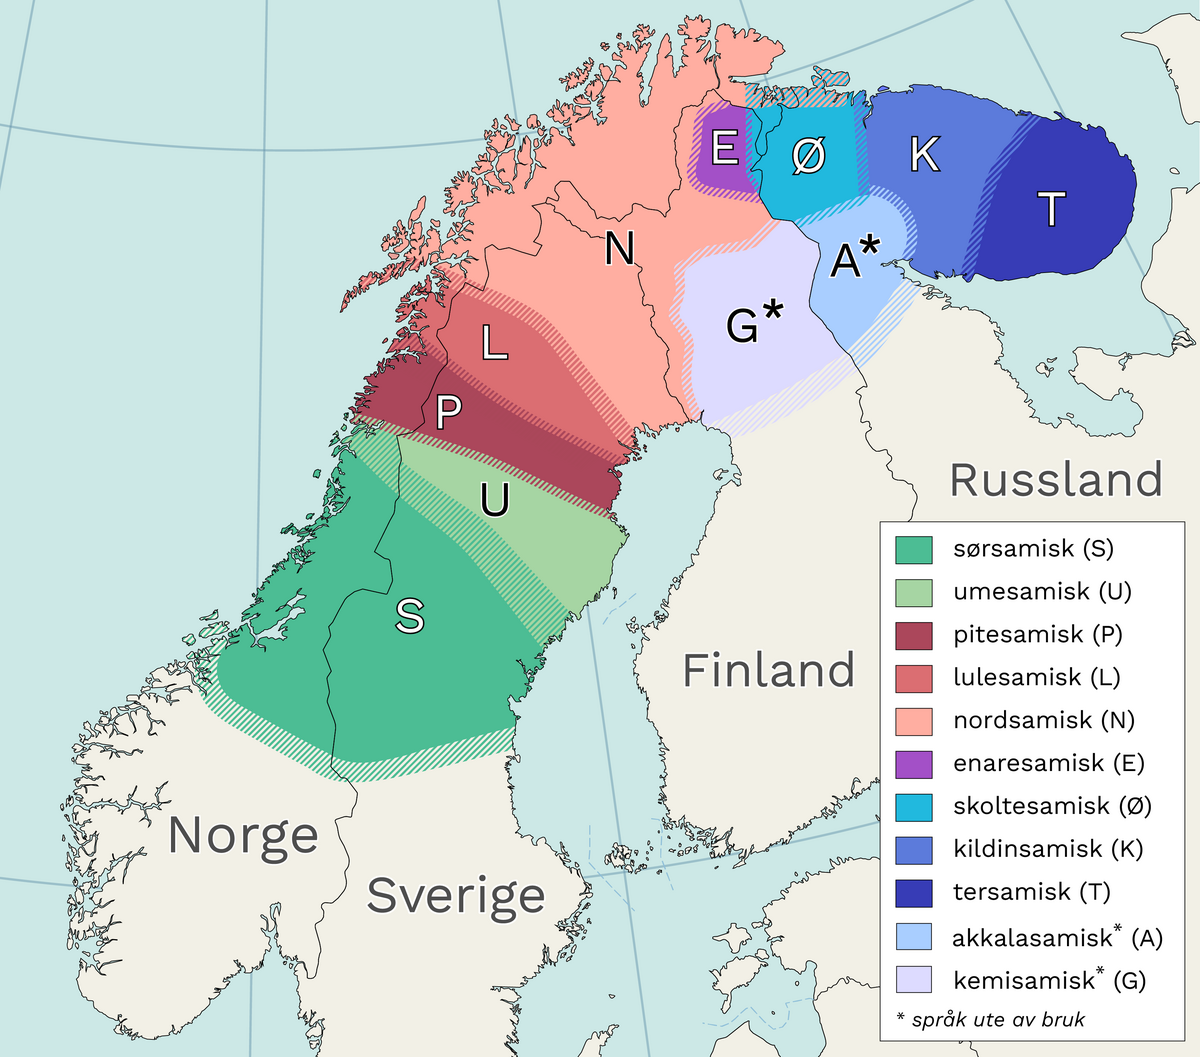 E
Ø
K
T
N
A*
G*
L
P
U
S
Russland
Finland
Norge
Sverige
sørsamisk (S)
umesamisk (U)
pitesamisk (P)
lulesamisk (L)
nordsamisk (N)
enaresamisk (E)
skoltesamisk (Ø)
kildinsamisk (K)
tersamisk (T)
akkalasamisk* (A)
kemisamisk* (G)
* språk ute av bruk